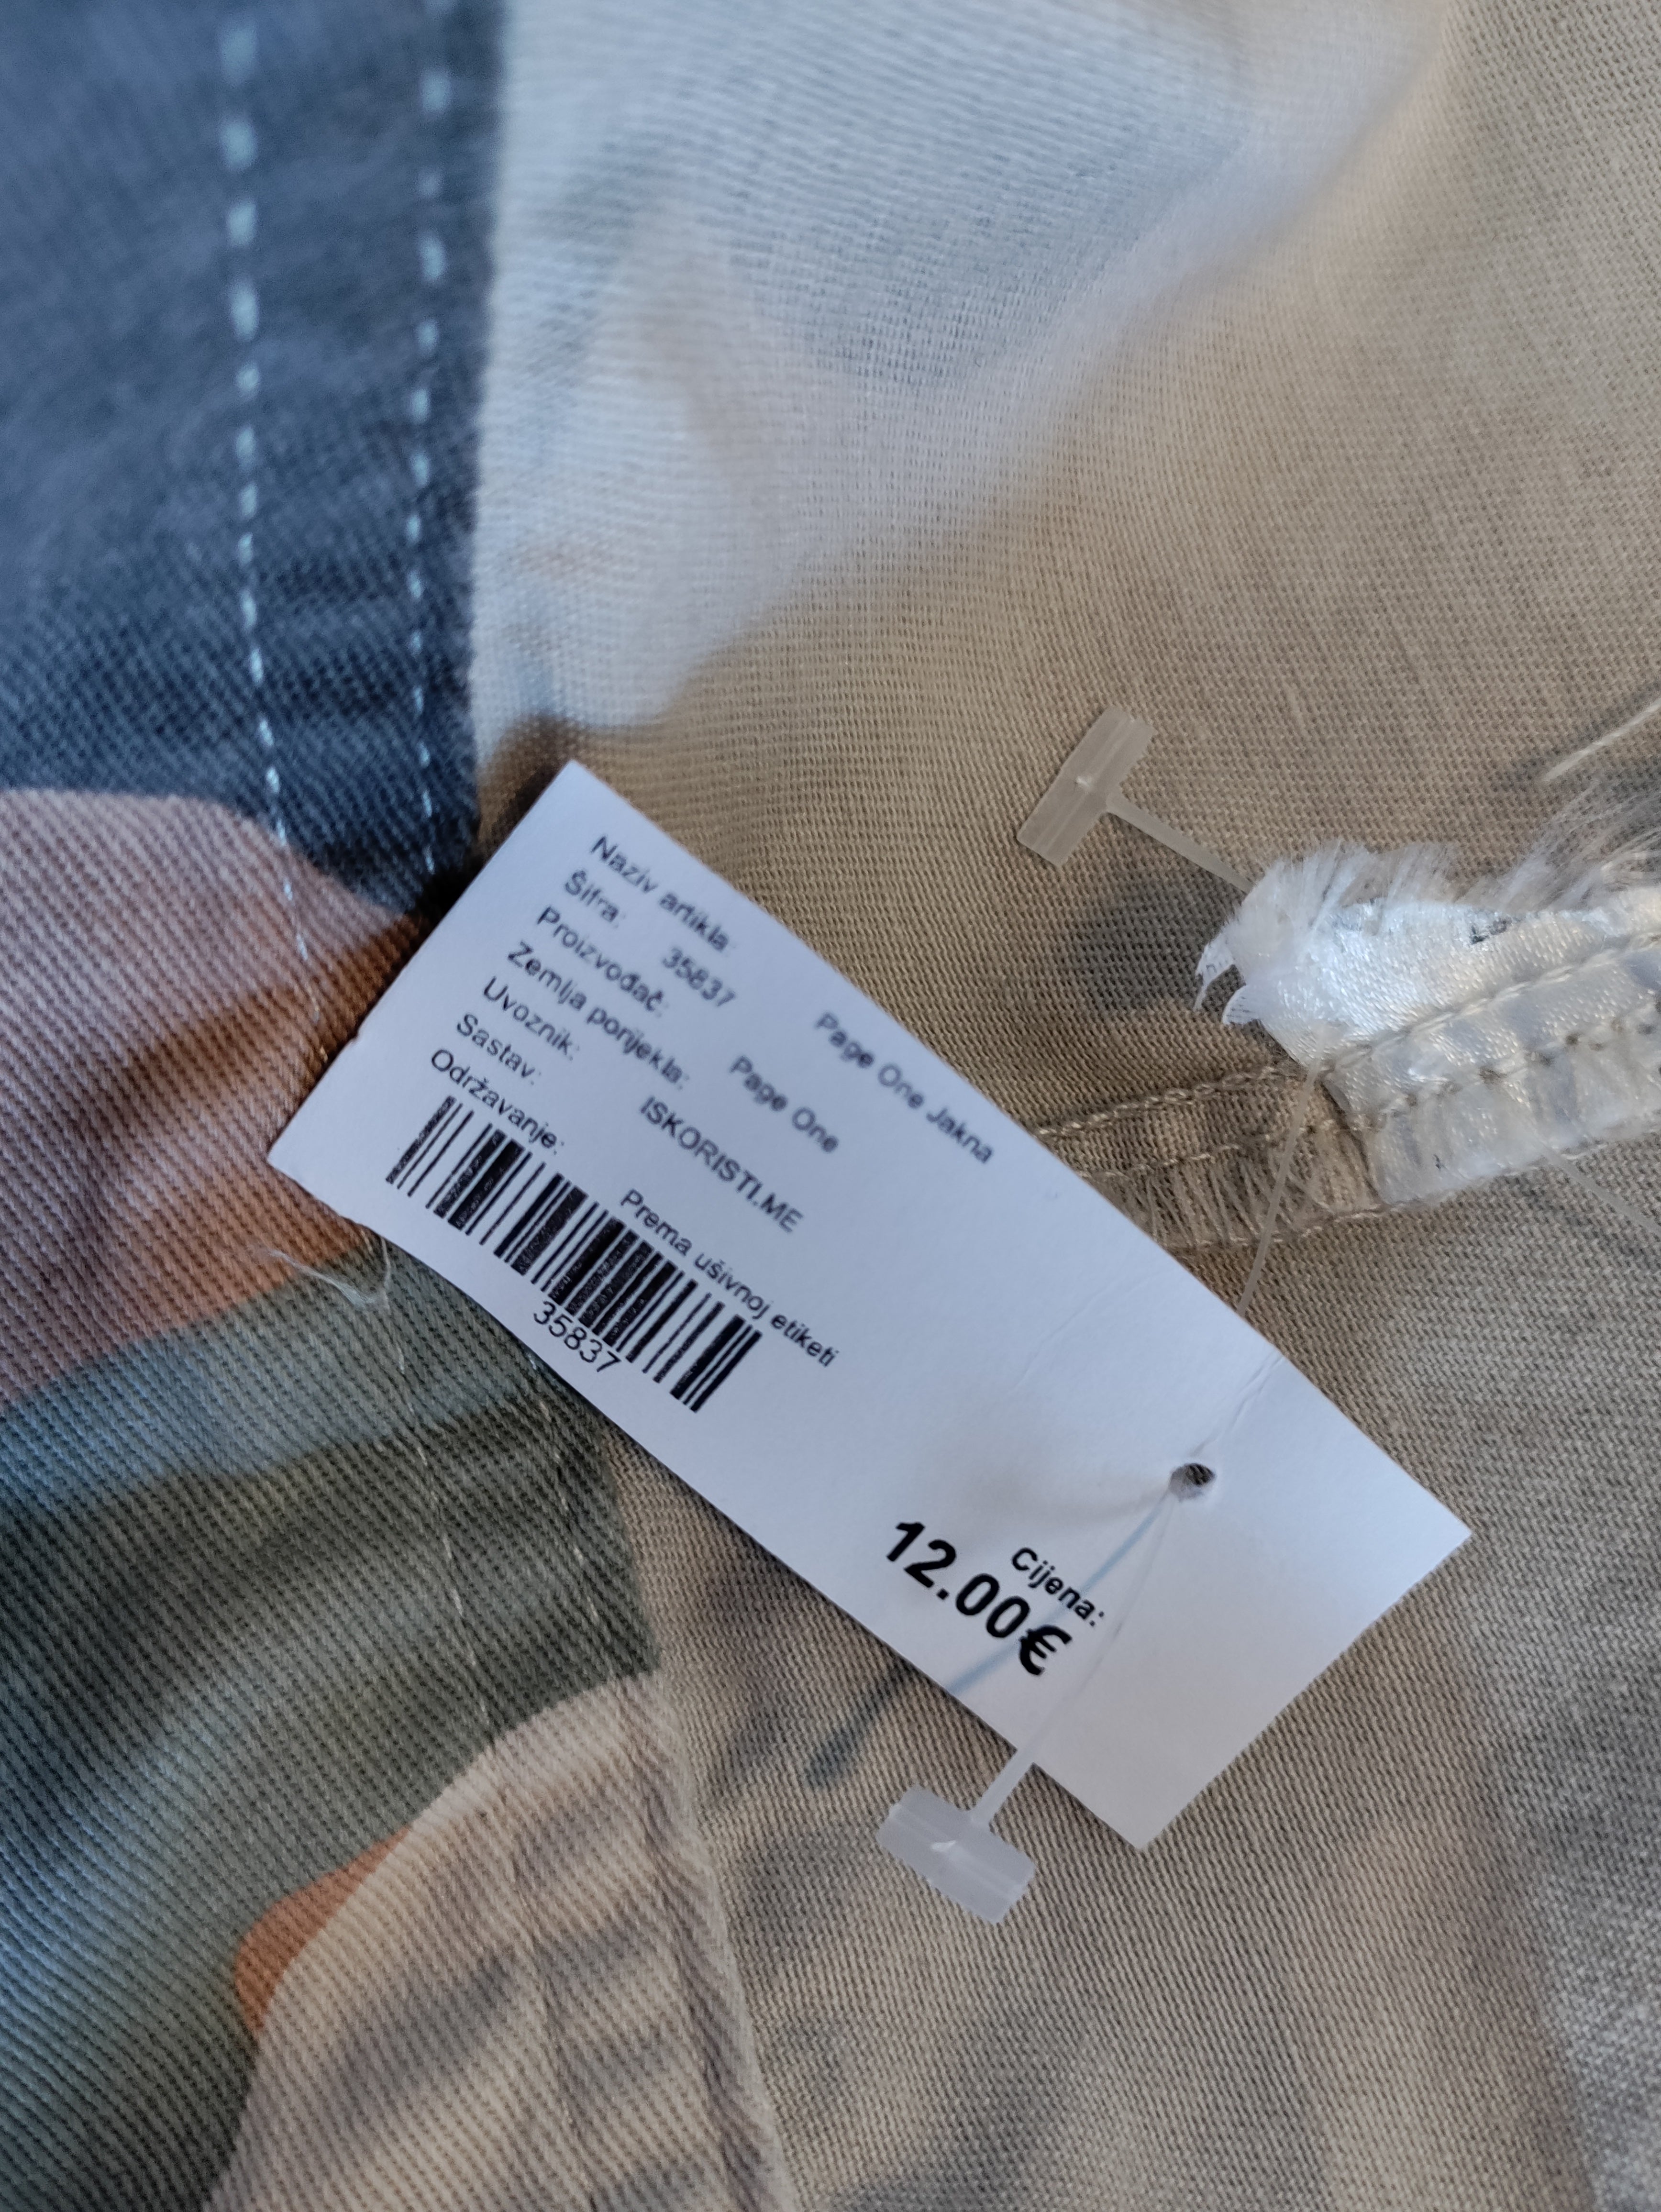 Naziv artikla: Page One Jakna
Šifra: 35837
Proizvođač: Page One
Zemlja porijekla:
Uvoznik: ISKORISTI.ME
Sastav:
Održavanje: Prema ušivnoj etiketi
35837
Cijena:
12.00€